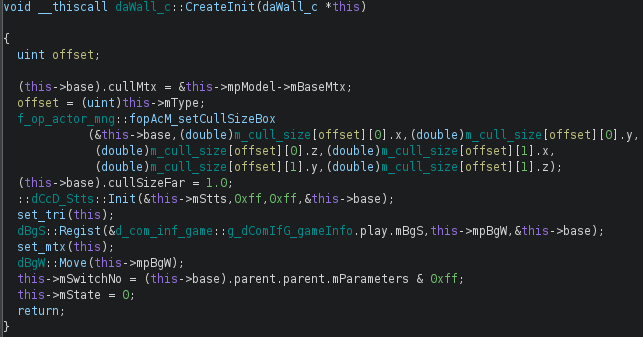 void __thiscall daWall_c::CreateInit(daWall_c *this)
{
uint offset;
(this->base).cullMtx = &this->mpModel->mBaseMtx;
offset = (uint)this->mType;
f_op_actor_mng::fopAcM_setCullSizeBox
(&this->base,(double)m_cull_size[offset][0].x,(double)m_cull_size[offset][0].y,
(double)m_cull_size[offset][0].z,(double)m_cull_size[offset][1].x,
(double)m_cull_size[offset][1].y,(double)m_cull_size[offset][1].z);
(this->base).cullSizeFar = 1.0;
::dCcD_Stts::Init(&this->mStts,0xff,0xff,&this->base);
set_tri(this);
dBgS::Regist(&d_com_inf_game::g_dComIfG_gameInfo.play.mBgS,this->mpBgW,&this->base);
set_mtx(this);
dBgW::Move(this->mpBgW);
this->mSwitchNo = (this->base).parent.parent.mParameters & 0xff;
this->mState = 0;
return;
}